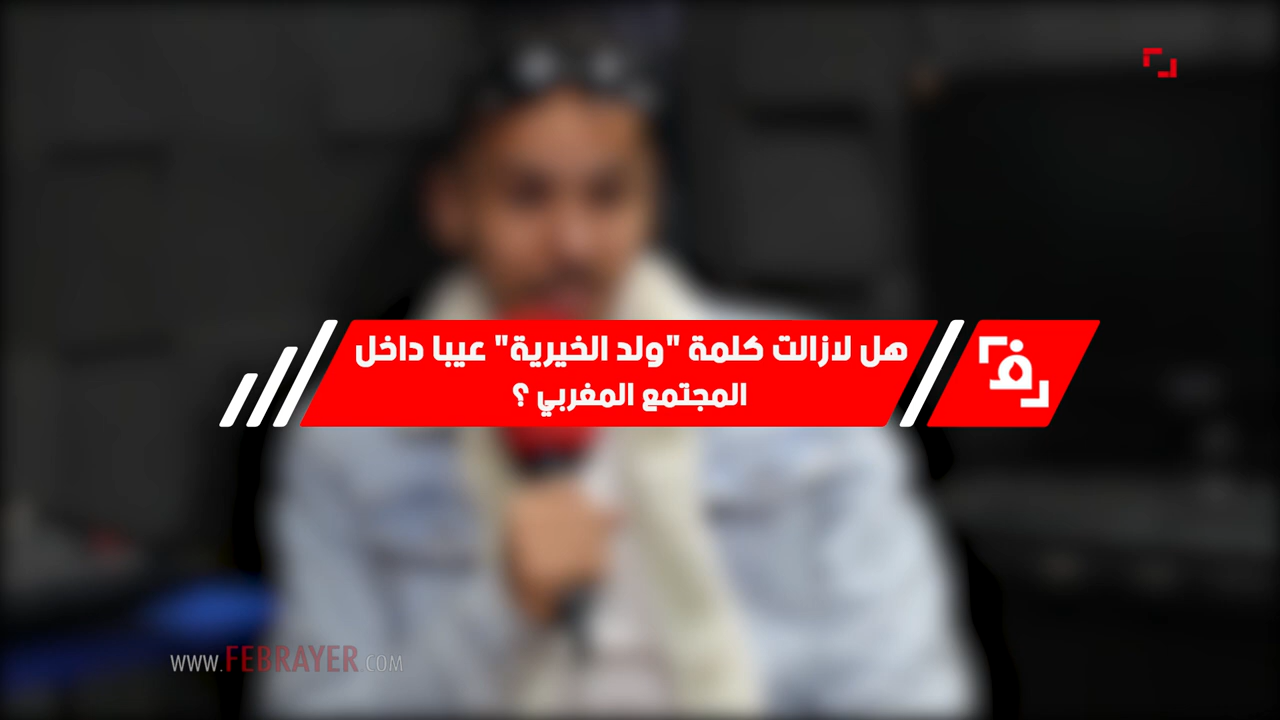 هل لازالت كلمة "ولد الخيرية" عيبا داخل
المجتمع المغربي ؟
WWW.FEBRAYER.COM